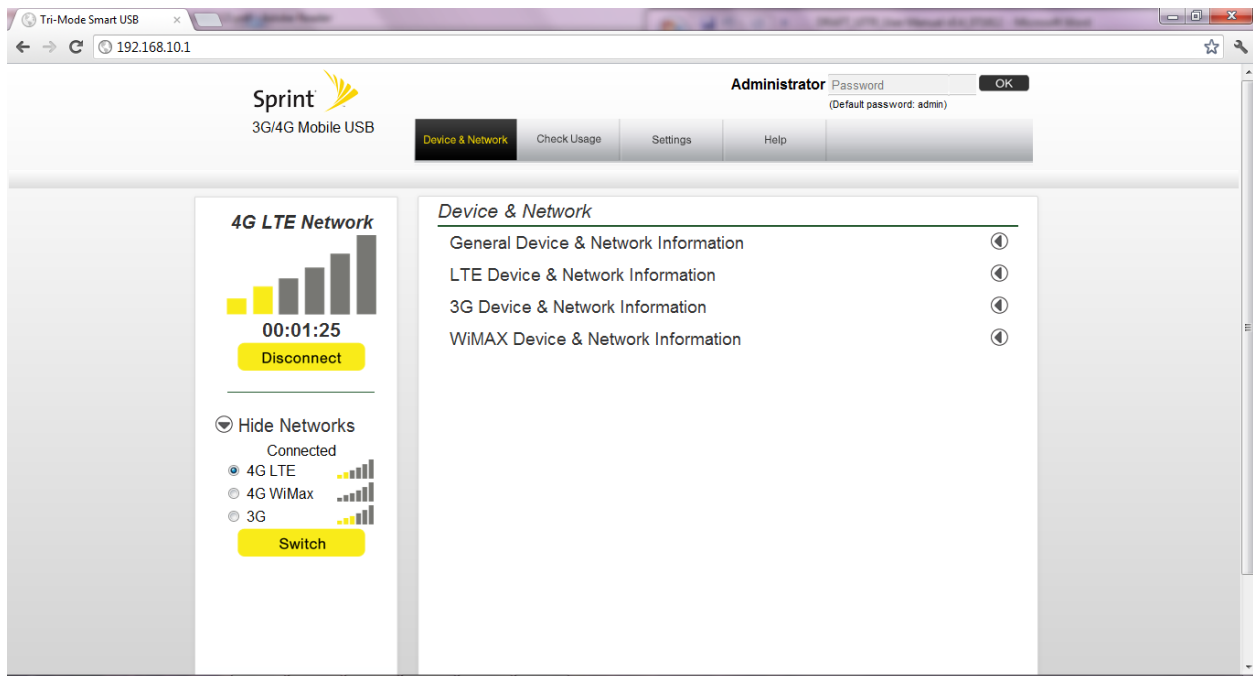 Tri-Mode Smart USB
192.168.10.1
Sprint
3G/4G Mobile USB
Administrator Password OK
(Default password: admin)
Device & Network Check Usage Settings Help
4G LTE Network
00:01:25
Disconnect
Hide Networks
Connected
4G LTE
4G WiMax
3G
Switch
Device & Network
General Device & Network Information
LTE Device & Network Information
3G Device & Network Information
WiMAX Device & Network Information